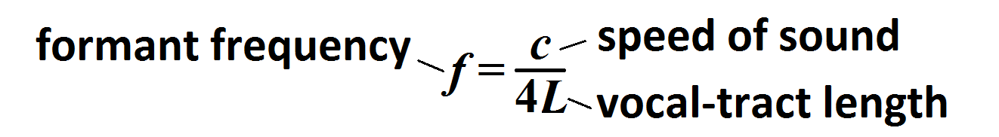 formant frequency f = c/4L speed of sound
vocal-tract length